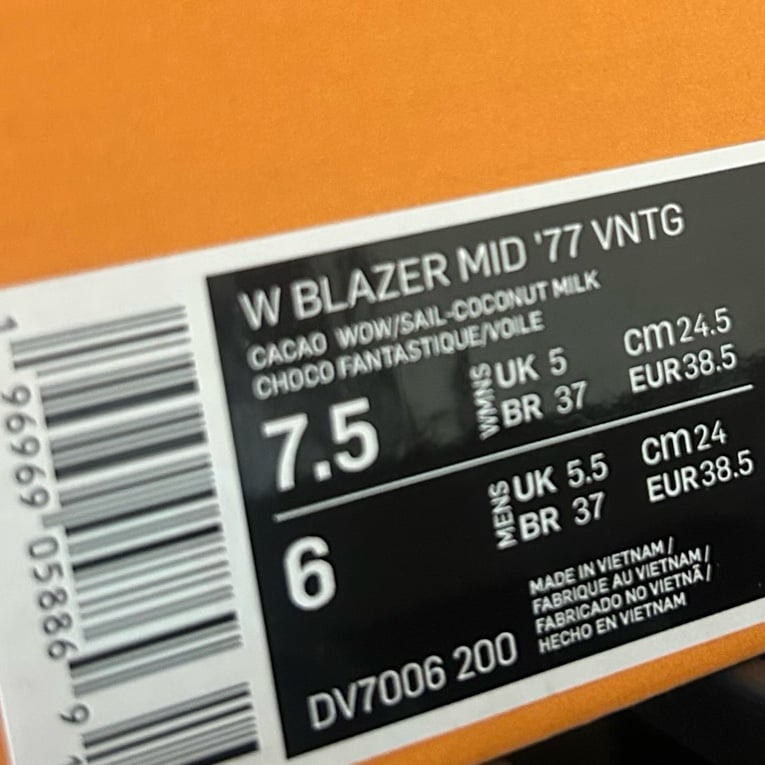 W BLAZER MID '77 VNTG
CACAO WOW/SAIL-COCONUT MILK
CHOCO FANTASTIQUE/VOILE
7.5
WMNS
UK 5
BR 37
cm 24.5
EUR 38.5
6
MENS
UK 5.5
BR 37
cm 24
EUR 38.5
MADE IN VIETNAM /
FABRIQUE AU VIETNAM /
FABRICADO NO VIETNÃ /
HECHO EN VIETNAM
DV7006 200
1 96969 05886 9